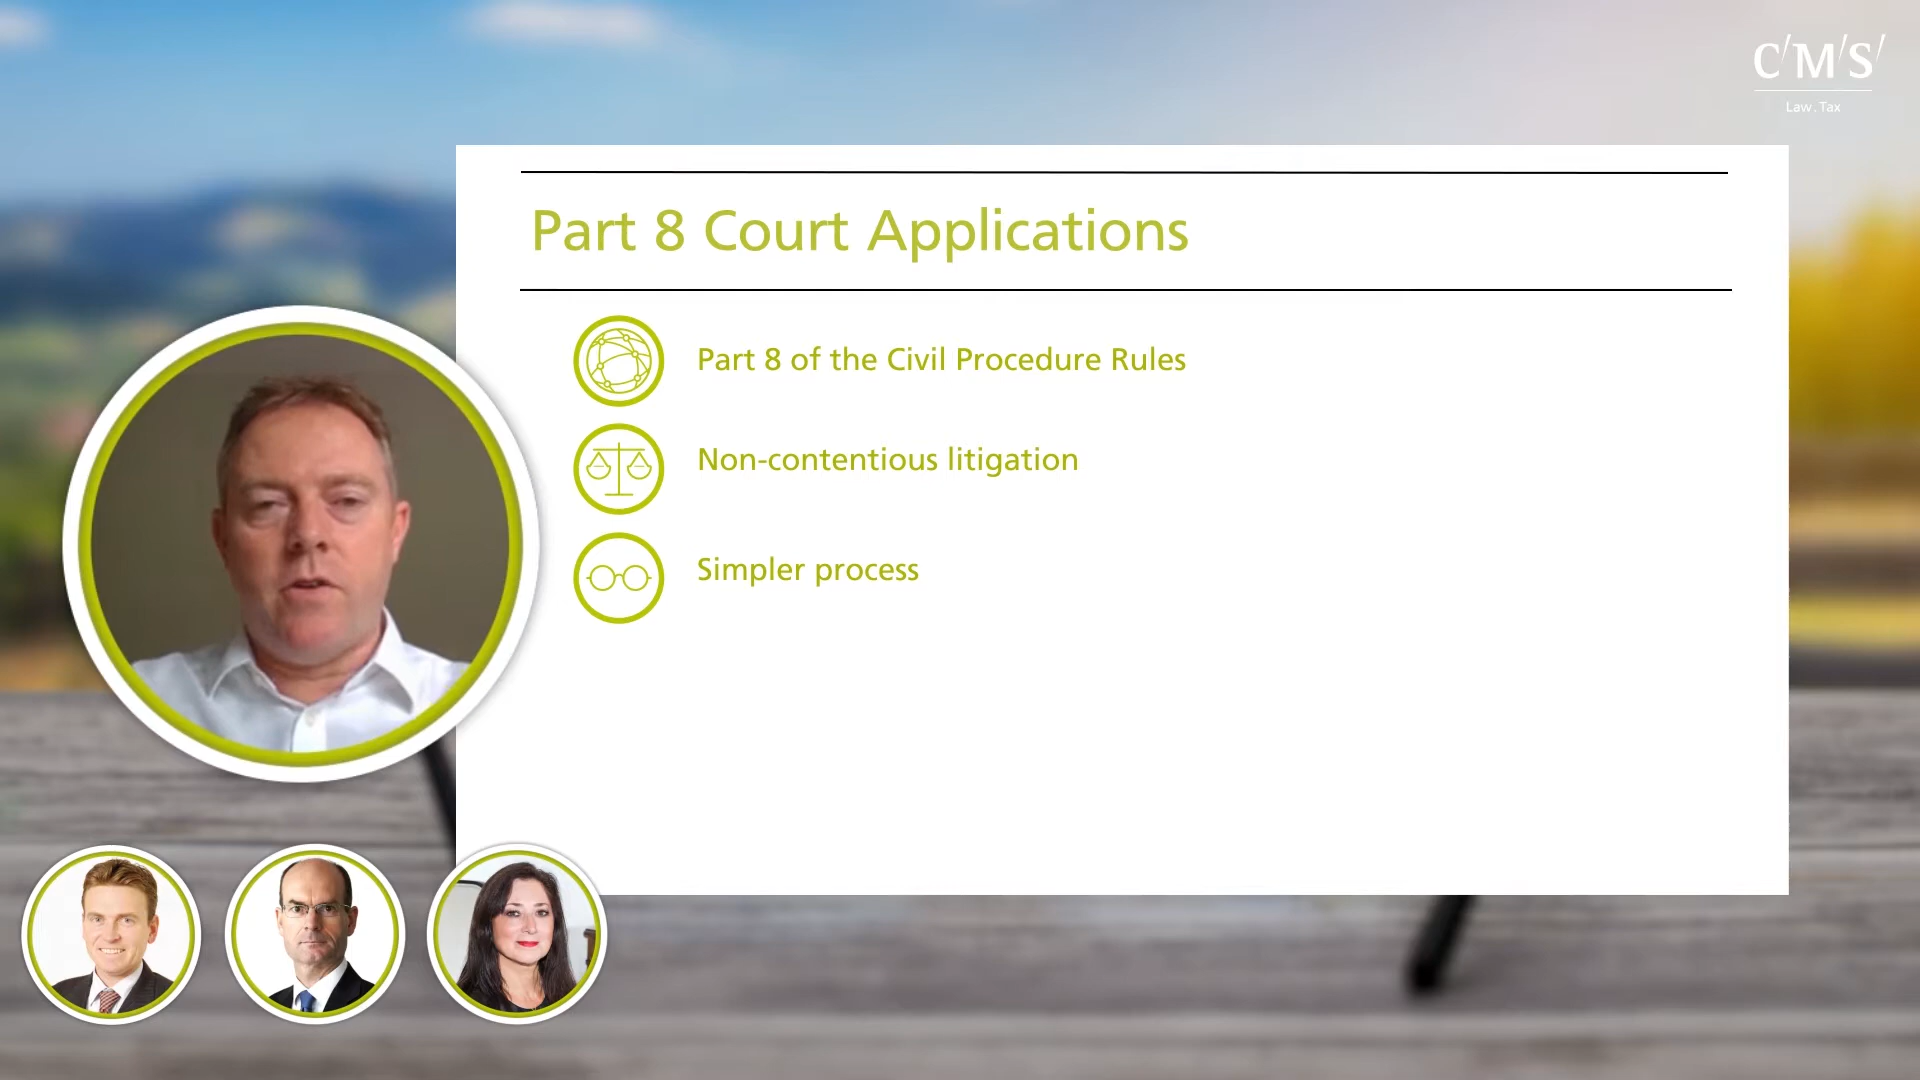 C/M/S/
Law.Tax
Part 8 Court Applications
Part 8 of the Civil Procedure Rules
Non-contentious litigation
Simpler process